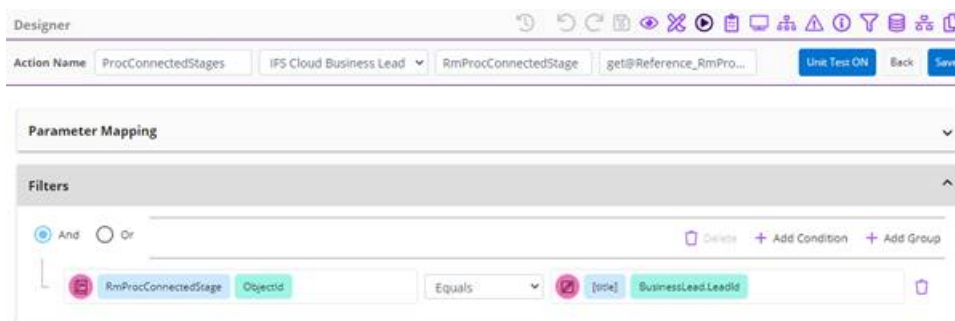 Designer
Action Name ProcConnectedStages IFS Cloud Business Lead RmProcConnectedStage get@Reference_RmPro... Unit Test ON Back Save
Parameter Mapping
Filters
And Or Delete + Add Condition + Add Group
RmProcConnectedStage ObjectId Equals [title] BusinessLead.LeadId